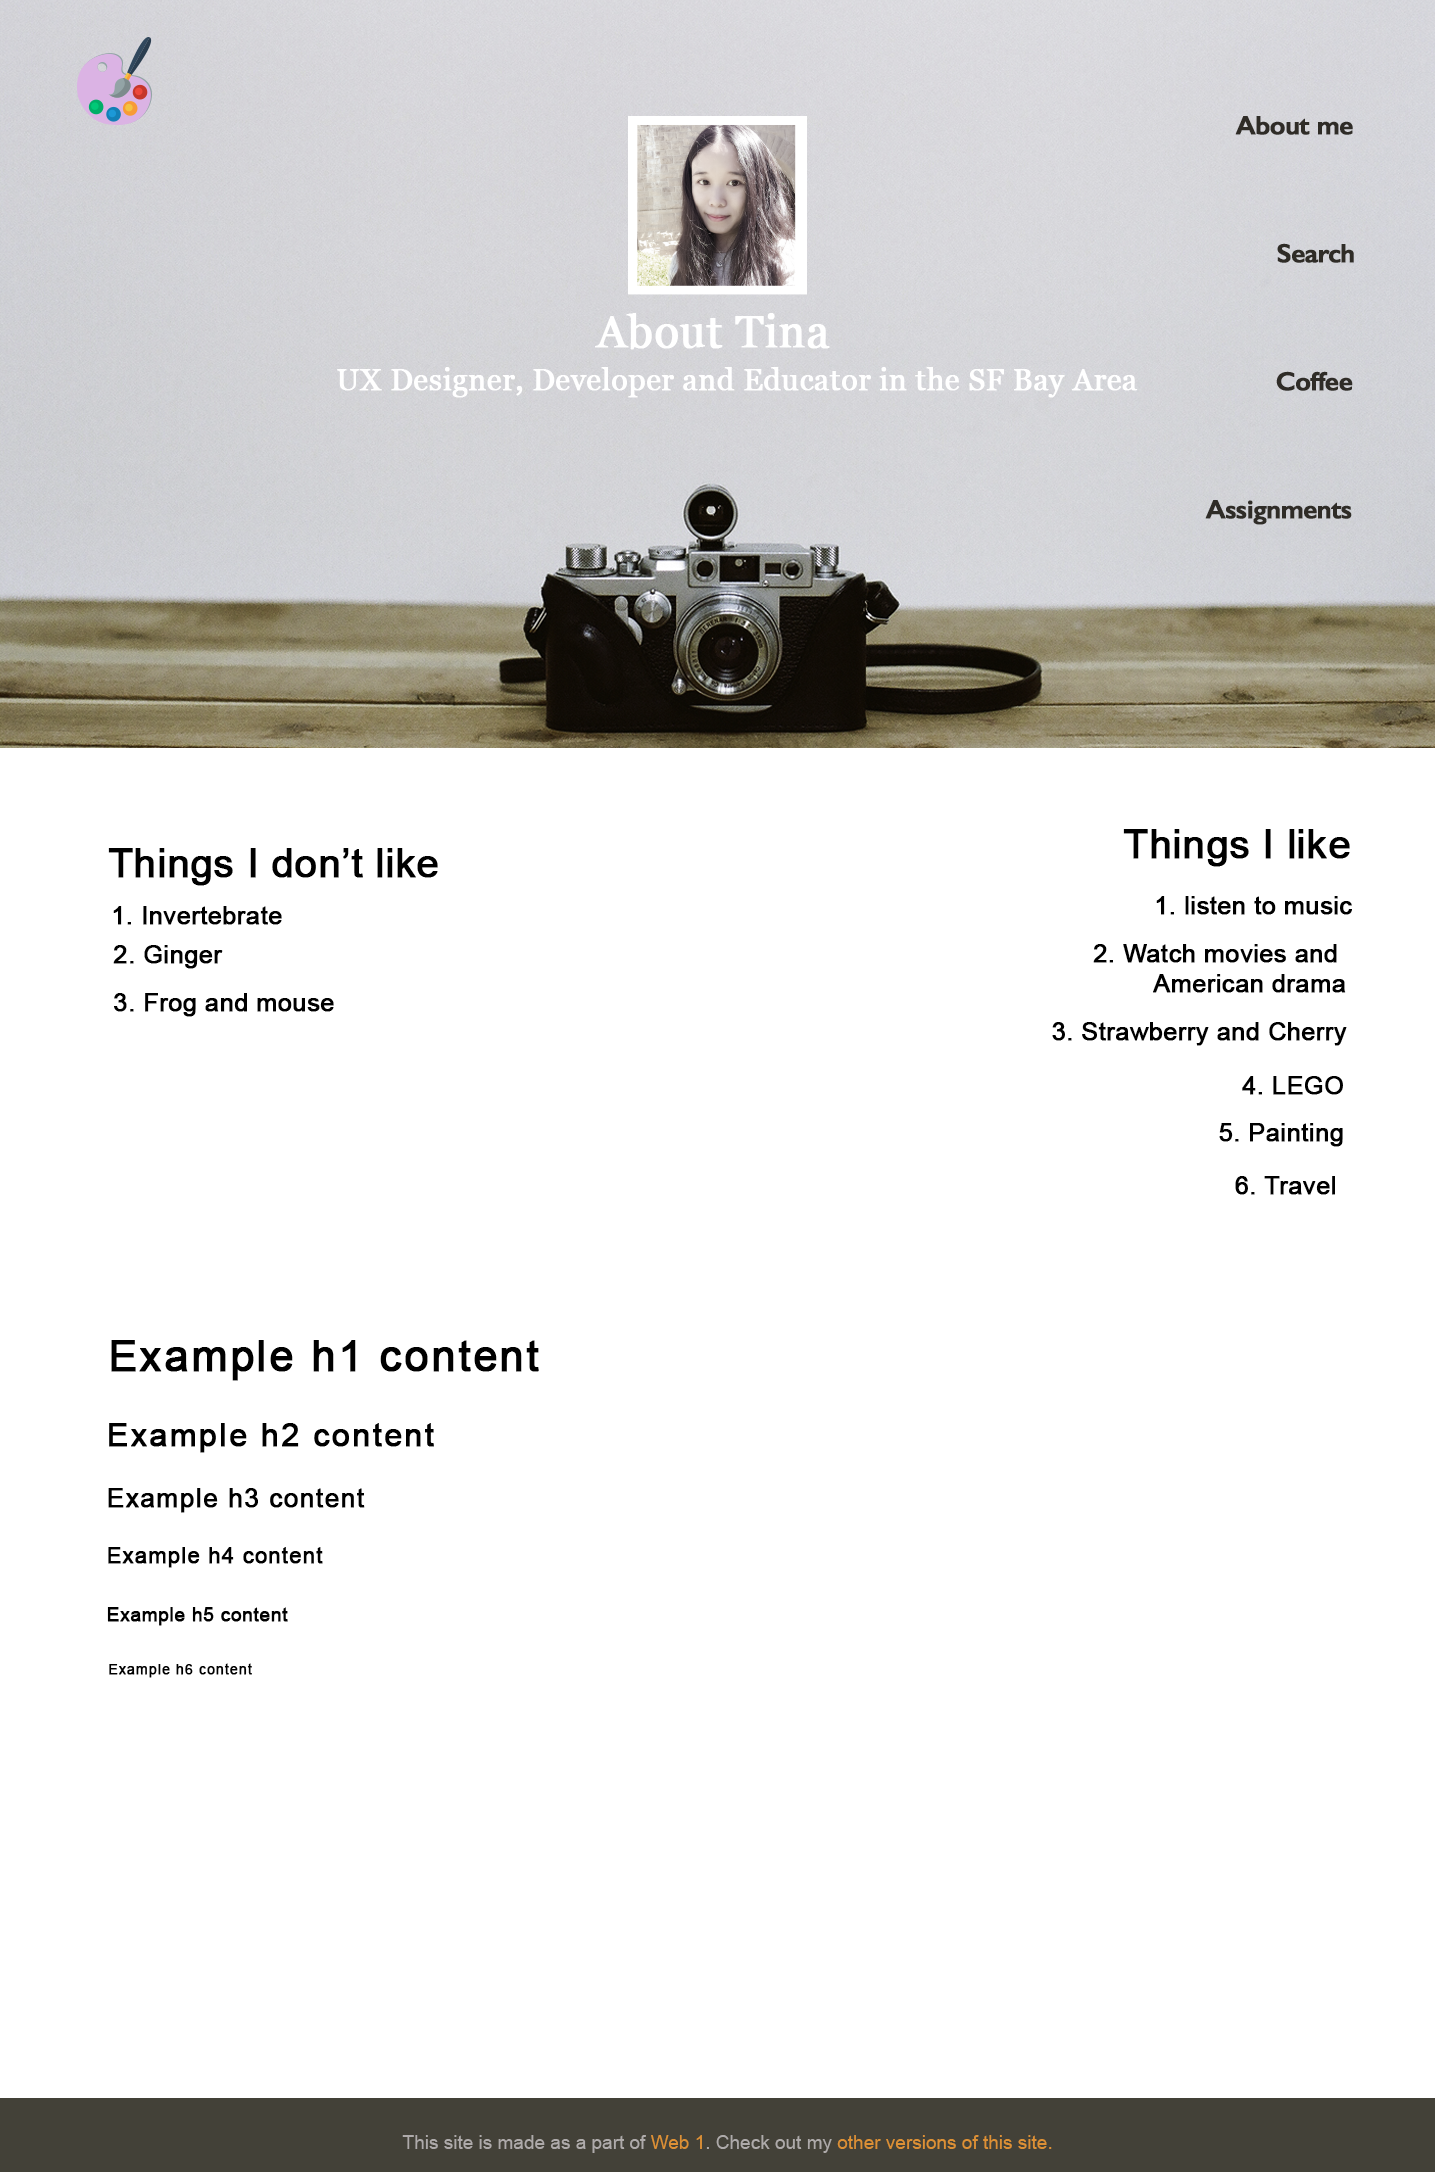 About me
Search
About Tina
UX Designer, Developer and Educator in the SF Bay Area
Coffee
Assignments
Things I don’t like
1. Invertebrate
2. Ginger
3. Frog and mouse
Things I like
1. listen to music
2. Watch movies and
American drama
3. Strawberry and Cherry
4. LEGO
5. Painting
6. Travel
Example h1 content
Example h2 content
Example h3 content
Example h4 content
Example h5 content
Example h6 content
This site is made as a part of Web 1. Check out my other versions of this site.